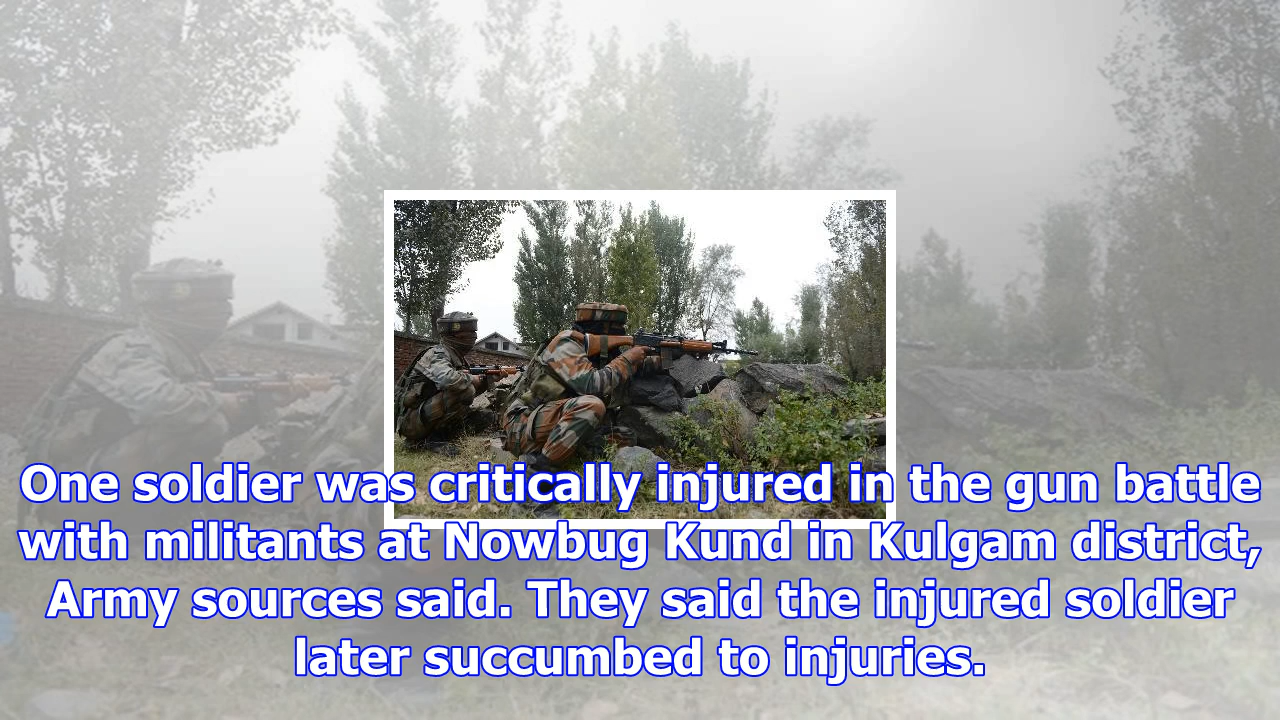 One soldier was critically injured in the gun battle
with militants at Nowbug Kund in Kulgam district,
Army sources said. They said the injured soldier
later succumbed to injuries.